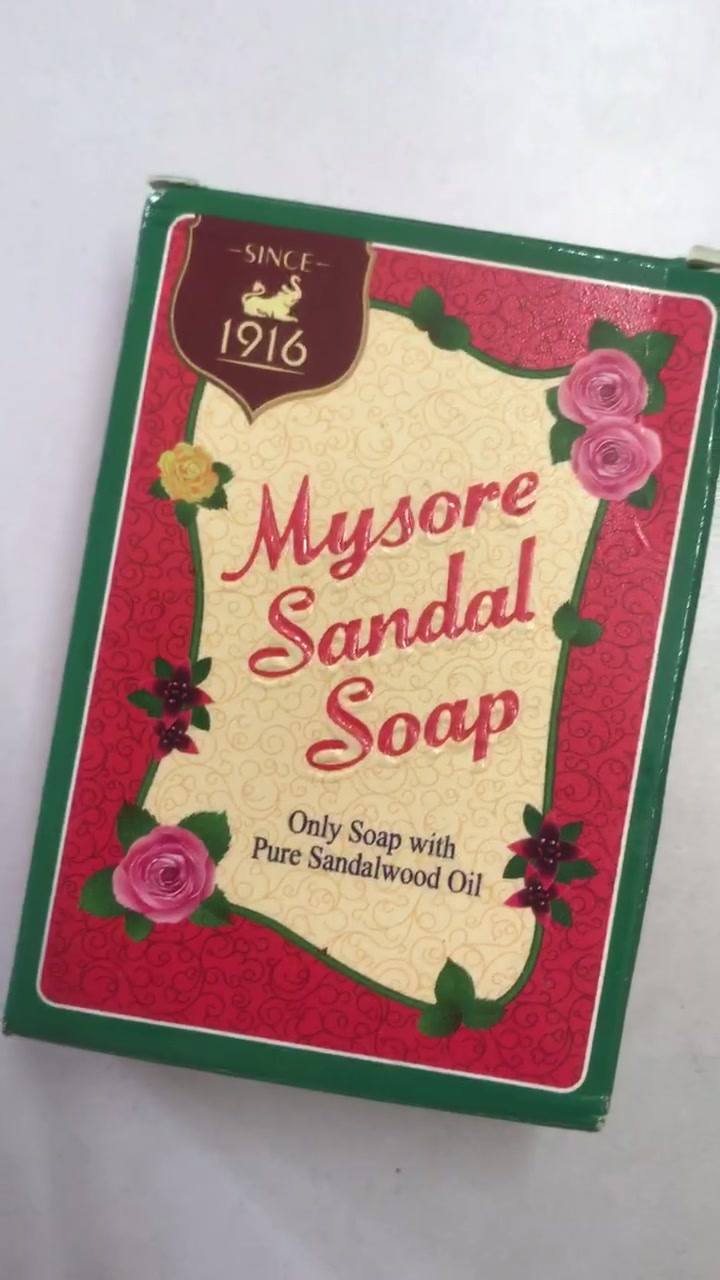 -SINCE-
1916
Mysore
Sandal
Soap
Only Soap with
Pure Sandalwood Oil